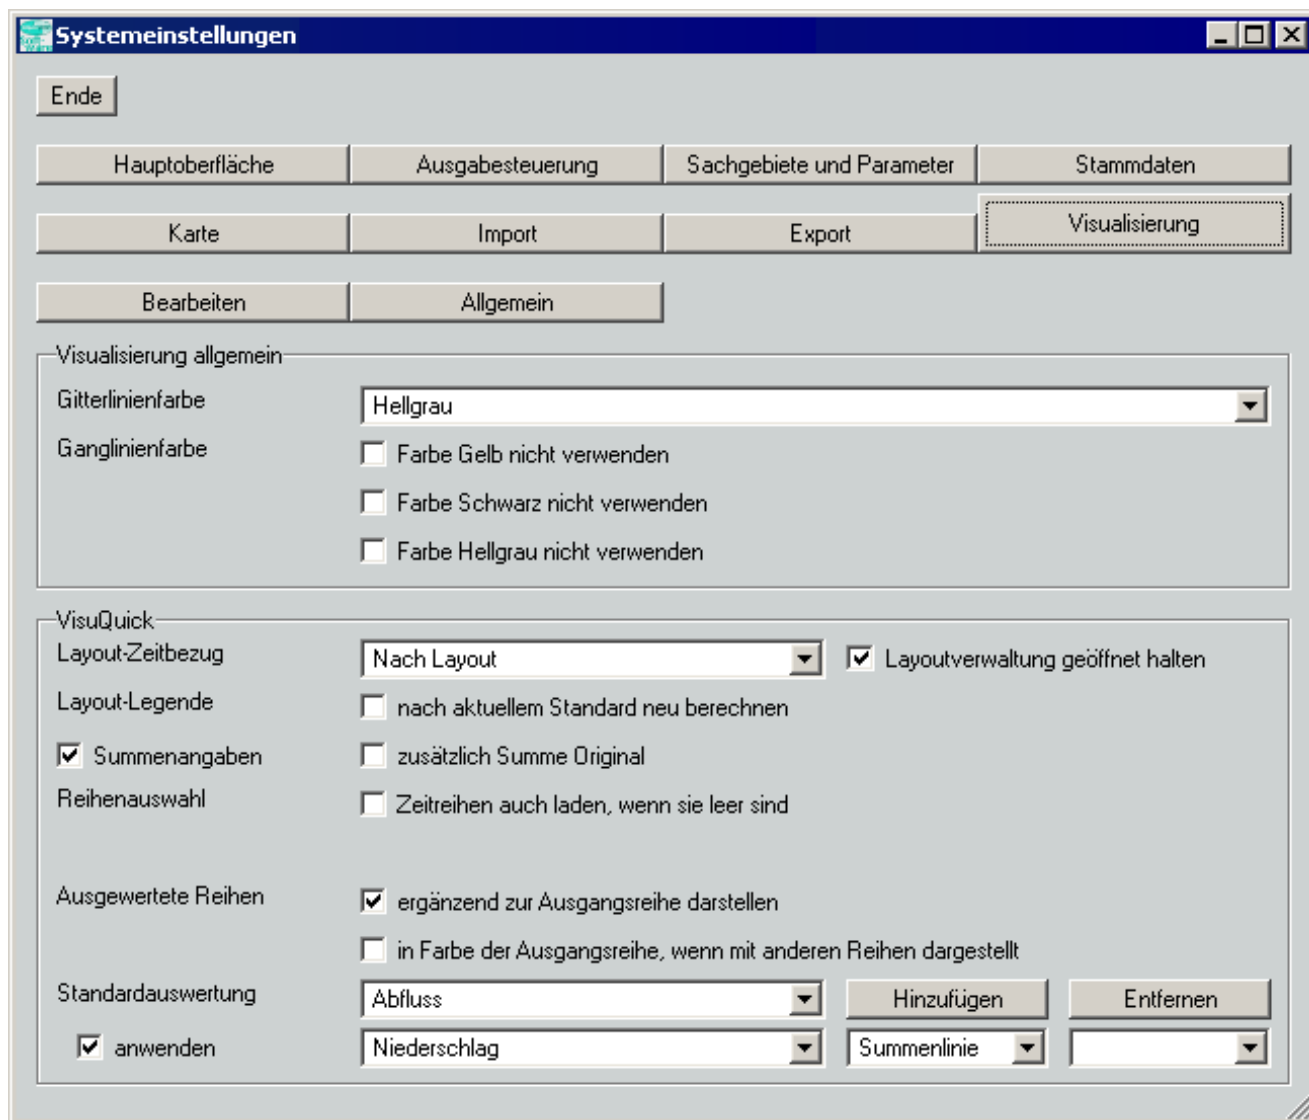 Systemeinstellungen
Ende
Hauptoberfläche Ausgabesteuerung Sachgebiete und Parameter Stammdaten
Karte Import Export Visualisierung
Bearbeiten Allgemein
Visualisierung allgemein
Gitterlinienfarbe Hellgrau
Ganglinienfarbe Farbe Gelb nicht verwenden
Farbe Schwarz nicht verwenden
Farbe Hellgrau nicht verwenden
VisuQuick
Layout-Zeitbezug Nach Layout Layoutverwaltung geöffnet halten
Layout-Legende nach aktuellem Standard neu berechnen
Summenangaben zusätzlich Summe Original
Reihenauswahl Zeitreihen auch laden, wenn sie leer sind
Ausgewertete Reihen ergänzend zur Ausgangsreihe darstellen
in Farbe der Ausgangsreihe, wenn mit anderen Reihen dargestellt
Standardauswertung Abfluss Hinzufügen Entfernen
anwenden Niederschlag Summenlinie